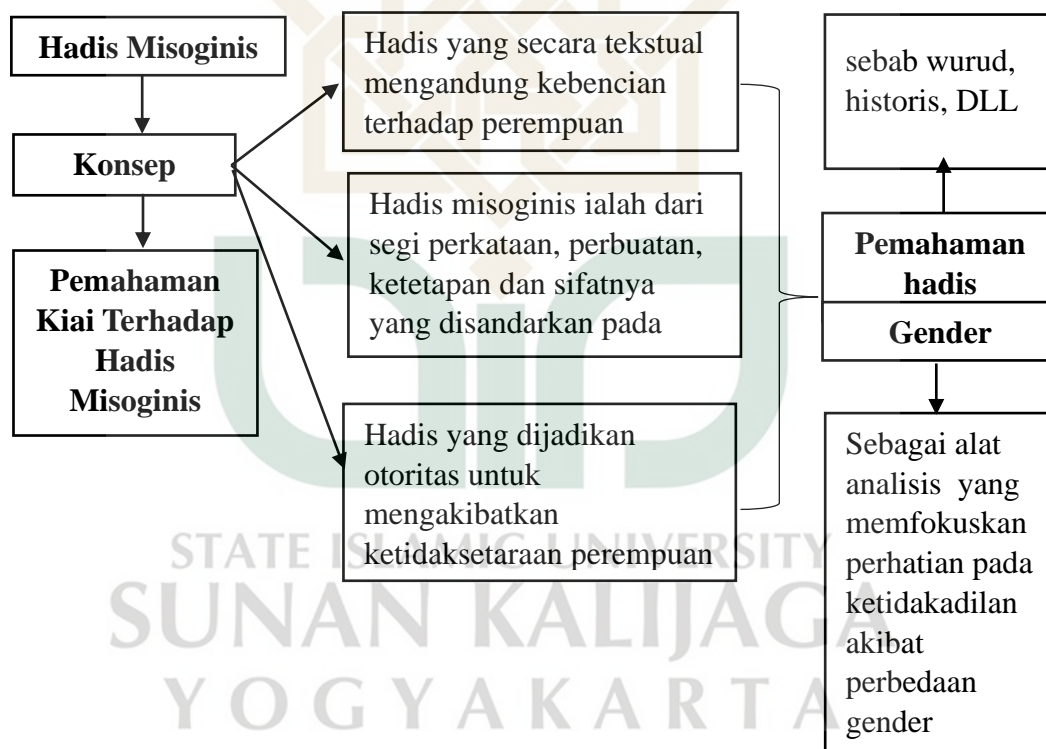 Hadis Misoginis
Konsep
Pemahaman
Kiai Terhadap
Hadis
Misoginis
Hadis yang secara tekstual
mengandung kebencian
terhadap perempuan
Hadis misoginis ialah dari
segi perkataan, perbuatan,
ketetapan dan sifatnya
yang disandarkan pada
Hadis yang dijadikan
otoritas untuk
mengakibatkan
ketidaksetaraan perempuan
sebab wurud,
historis, DLL
Pemahaman
hadis
Gender
Sebagai alat
analisis yang
memfokuskan
perhatian pada
ketidakadilan
akibat
perbedaan
gender
STATE ISLAMIC UNIVERSITY
SUNAN KALIJAGA
YOGYAKARTA